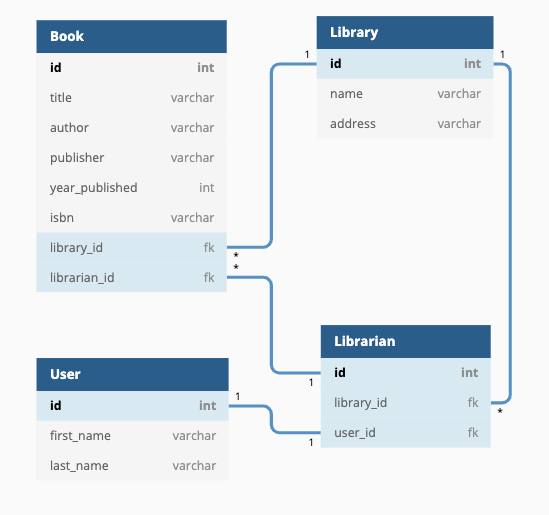 Book
id int
title varchar
author varchar
publisher varchar
year_published int
isbn varchar
library_id fk
librarian_id fk
*
*
Library
1
id int
1
name varchar
address varchar
User
id int
1
first_name varchar
last_name varchar
Librarian
id int
1
library_id fk
*
user_id fk
1